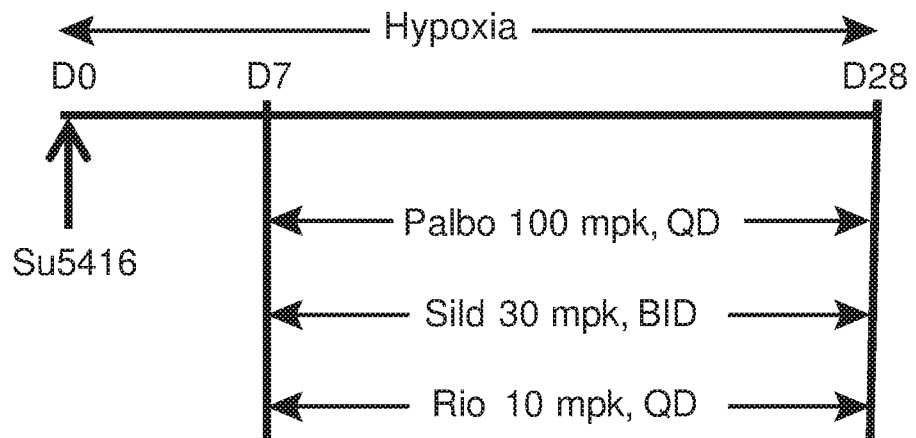 Hypoxia
D0 D7 D28
Su5416
Palbo 100 mpk, QD
Sild 30 mpk, BID
Rio 10 mpk, QD